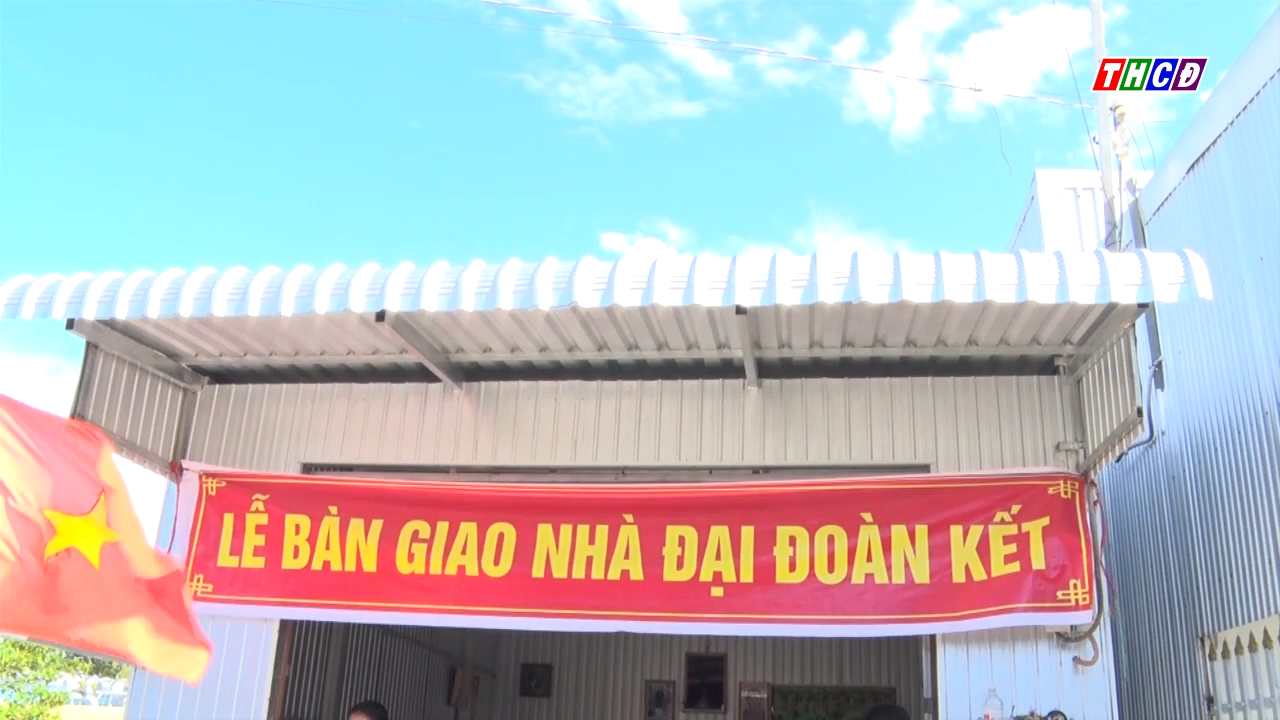 THCĐ
LỄ BÀN GIAO NHÀ ĐẠI ĐOÀN KẾT